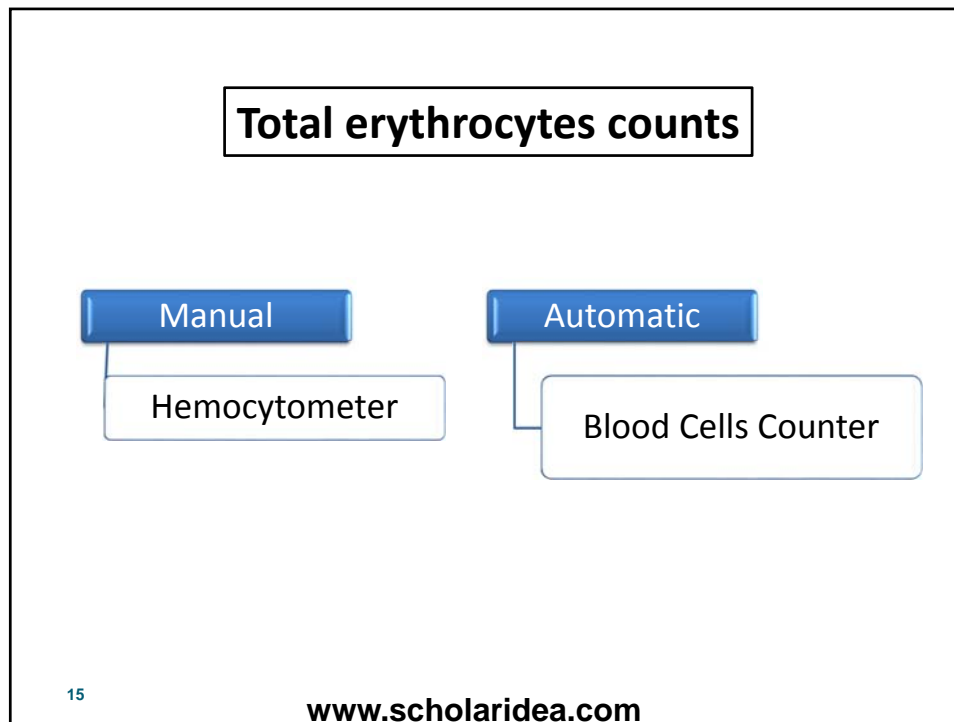 Total erythrocytes counts
Manual
Hemocytometer
Automatic
Blood Cells Counter
15
www.scholaridea.com